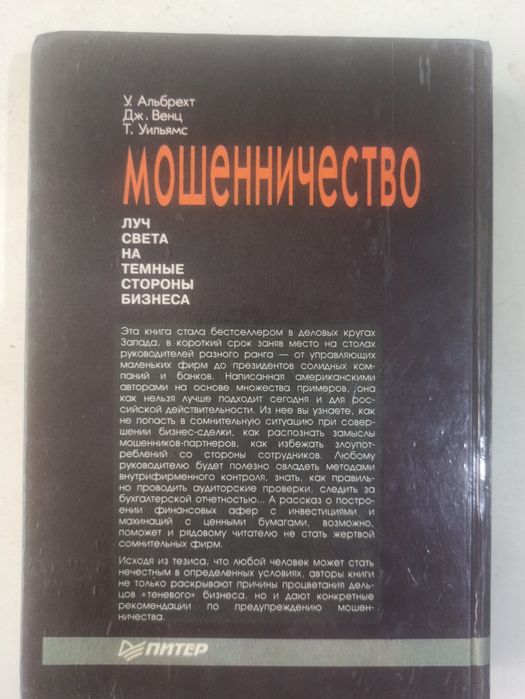 У. Альбрехт
Дж. Венц
Т. Уильямс
МОШЕННИЧЕСТВО
ЛУЧ
СВЕТА
НА
ТЕМНЫЕ
СТОРОНЫ
БИЗНЕСА
Эта книга стала бестселлером в деловых кругах
Запада, в короткий срок заняв место на столах
руководителей разного ранга — от управляющих
маленьких фирм до президентов солидных ком-
паний и банков. Написанная американскими
авторами на основе множества примеров, она
как нельзя лучше подходит сегодня и для рос-
сийской действительности. Из нее вы узнаете, как
не попасть в сомнительную ситуацию при совер-
шении бизнес-сделки, как распознать замыслы
мошенников-партнеров, как избежать злоупот-
реблений со стороны сотрудников. Любому
руководителю будет полезно овладеть методами
внутрифирменного контроля, знать, как правиль-
но проводить аудиторские проверки, следить за
бухгалтерской отчетностью... А рассказ о постро-
ении финансовых афер с инвестициями и
махинаций с ценными бумагами, возможно,
поможет и рядовому читателю не стать жертвой
сомнительных фирм.
Исходя из тезиса, что любой человек может стать
нечестным в определенных условиях, авторы книги
не только раскрывают причины процветания дель-
цов «теневого» бизнеса, но и дают конкретные
рекомендации по предупреждению мошен-
ничества.
ПИТЕР